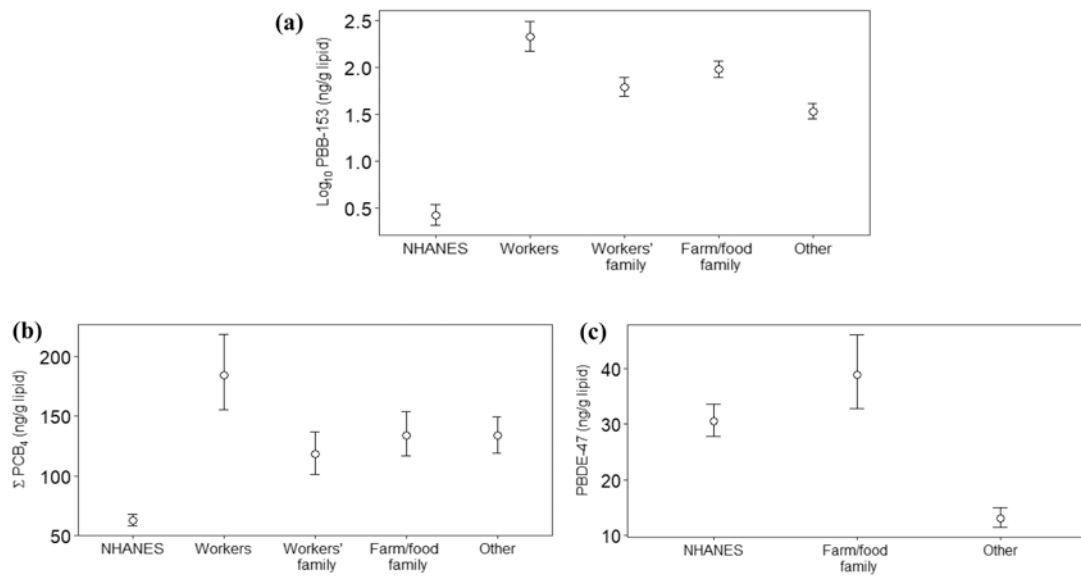 (a)
Log10 PBB-153 (ng/g lipid)
2.5
2.0
1.5
1.0
0.5
NHANES
Workers
Workers'
family
Farm/food
family
Other
(b)
Σ PCB4 (ng/g lipid)
200
150
100
50
NHANES
Workers
Workers'
family
Farm/food
family
Other
(c)
PBDE-47 (ng/g lipid)
40
30
20
10
NHANES
Farm/food
family
Other